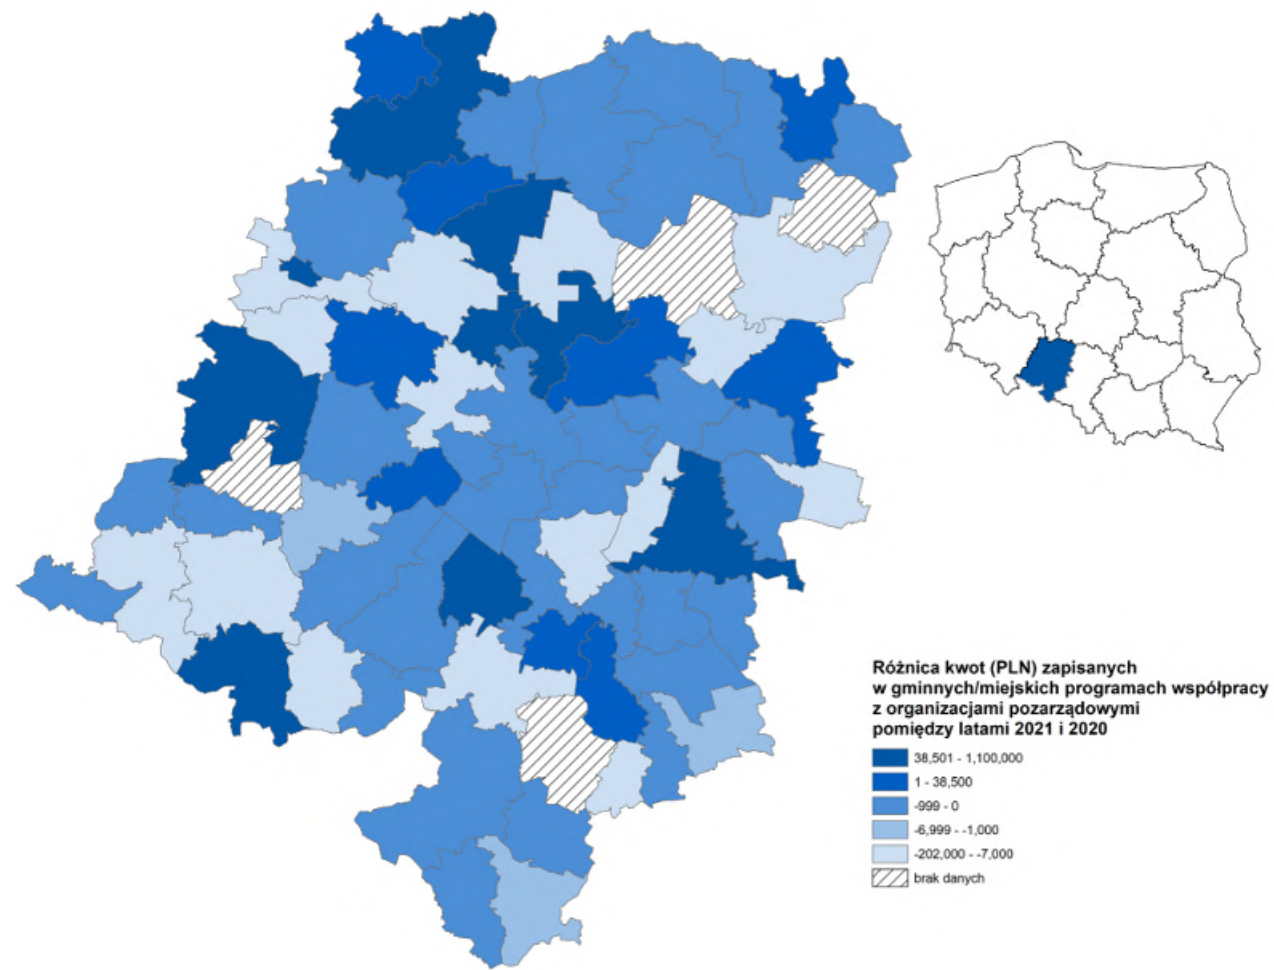 Różnica kwot (PLN) zapisanych
w gminnych/miejskich programach współpracy
z organizacjami pozarządowymi
pomiędzy latami 2021 i 2020
38,501 - 1,100,000
1 - 38,500
-999 - 0
-6,999 - -1,000
-202,000 - -7,000
brak danych